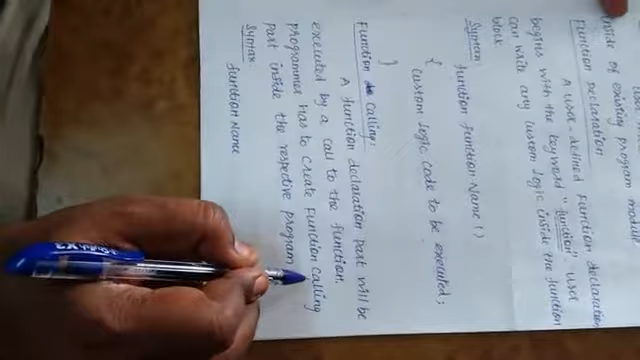 inside of existing program module
Function Declaration
A user-defined Function declaration
begins with the keyword "function", user
can write any custom logic inside the function
block
Syntax:
function Function Name ()
{
custom logic code to be executed;
}
Function calling:
A function declaration part will be
executed by a call to the function.
programmer has to create Function calling
part inside the respective program
Syntax
function Name